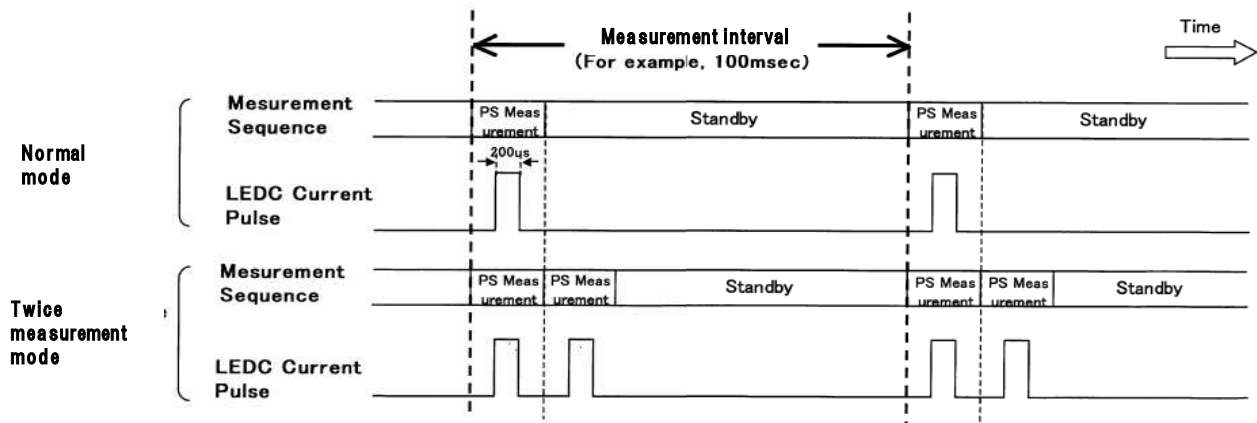 Measurement interval
(For example, 100msec)
Time
Normal
mode
Mesurement
Sequence
PS Meas
urement
Standby
PS Meas
urement
Standby
200us
LEDC Current
Pulse
Twice
measurement
mode
Mesurement
Sequence
PS Meas
urement
PS Meas
urement
Standby
PS Meas
urement
PS Meas
urement
Standby
LEDC Current
Pulse